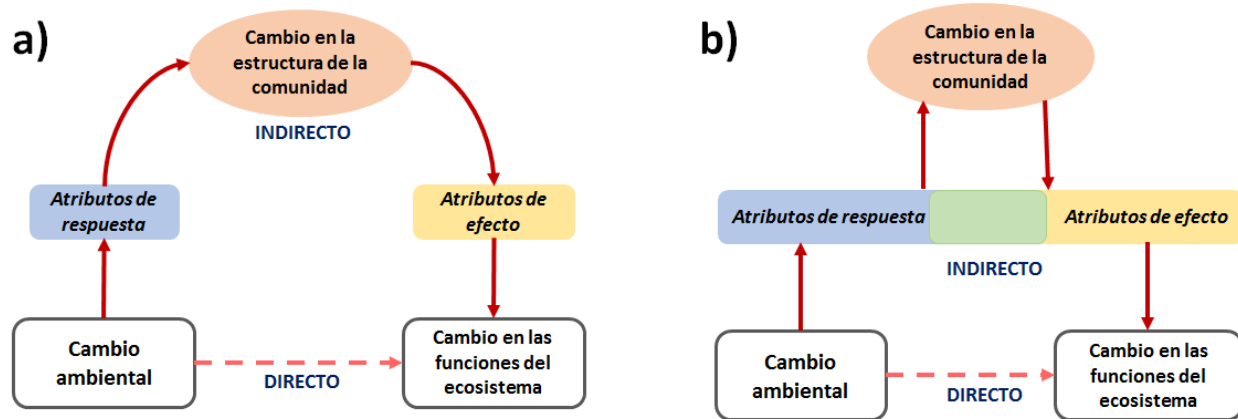 a)
Cambio en la
estructura de la
comunidad
INDIRECTO
Atributos de
respuesta
Atributos de
efecto
Cambio
ambiental
DIRECTO
Cambio en las
funciones del
ecosistema
b)
Cambio en la
estructura de la
comunidad
Atributos de respuesta
Atributos de efecto
INDIRECTO
Cambio
ambiental
DIRECTO
Cambio en las
funciones del
ecosistema